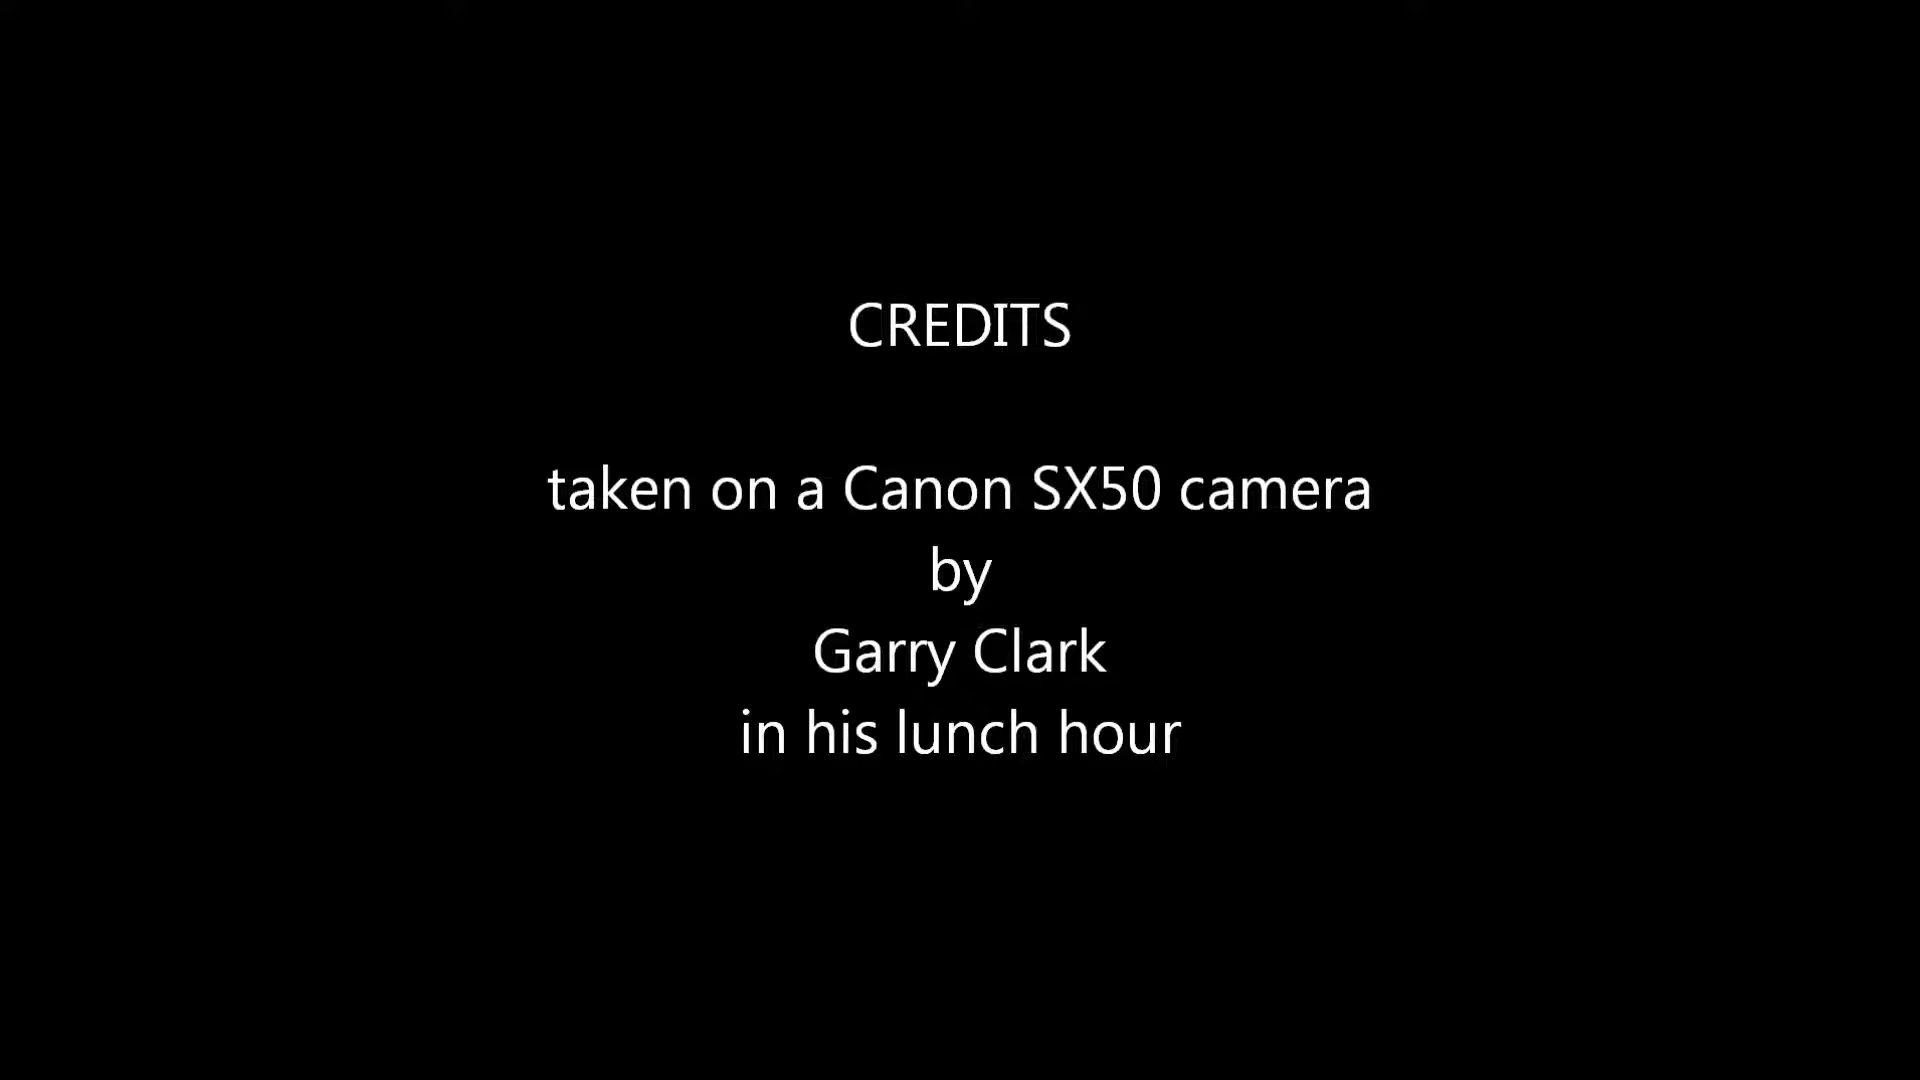 CREDITS
taken on a Canon SX50 camera
by
Garry Clark
in his lunch hour